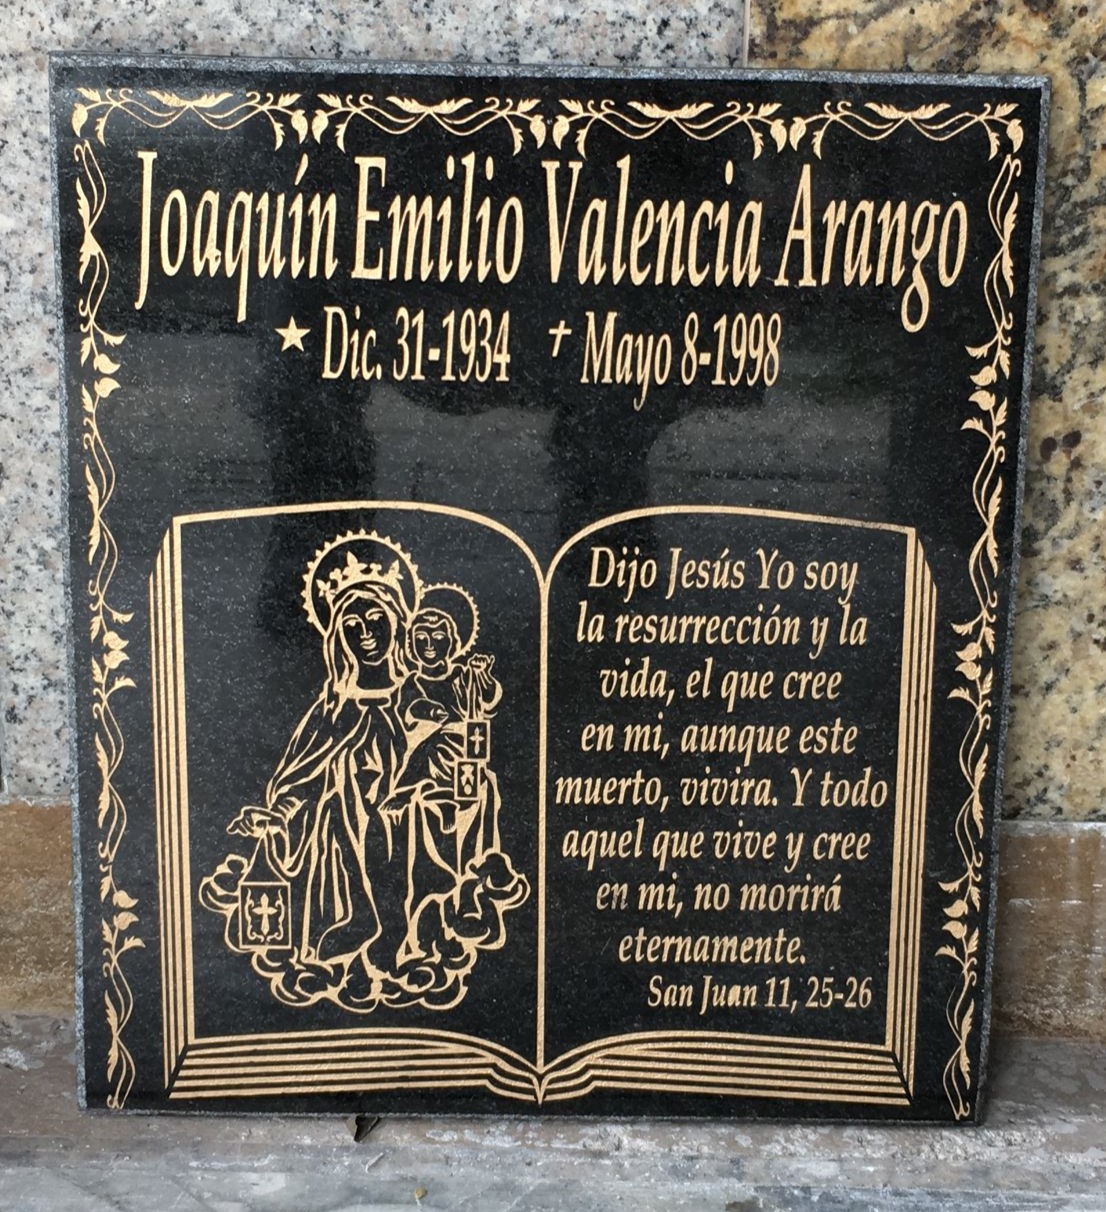 Joaquín Emilio Valencia Arango
★ Dic. 31-1934 † Mayo 8-1998
Dijo Jesús Yo soy
la resurrección y la
vida, el que cree
en mi, aunque este
muerto, vivira. Y todo
aquel que vive y cree
en mi, no morirá
eternamente.
San Juan 11, 25-26